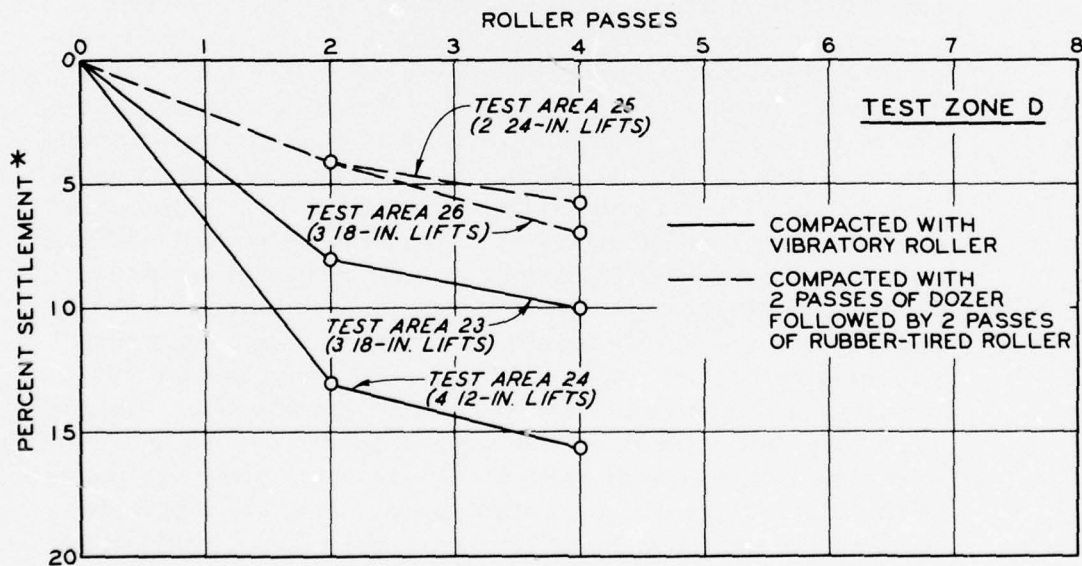 ROLLER PASSES
0 1 2 3 4 5 6 7 8
0
5
10
15
20
PERCENT SETTLEMENT *
TEST ZONE D
TEST AREA 25
(2 24-IN. LIFTS)
TEST AREA 26
(3 18-IN. LIFTS)
TEST AREA 23
(3 18-IN. LIFTS)
TEST AREA 24
(4 12-IN. LIFTS)
COMPACTED WITH
VIBRATORY ROLLER
COMPACTED WITH
2 PASSES OF DOZER
FOLLOWED BY 2 PASSES
OF RUBBER-TIRED ROLLER